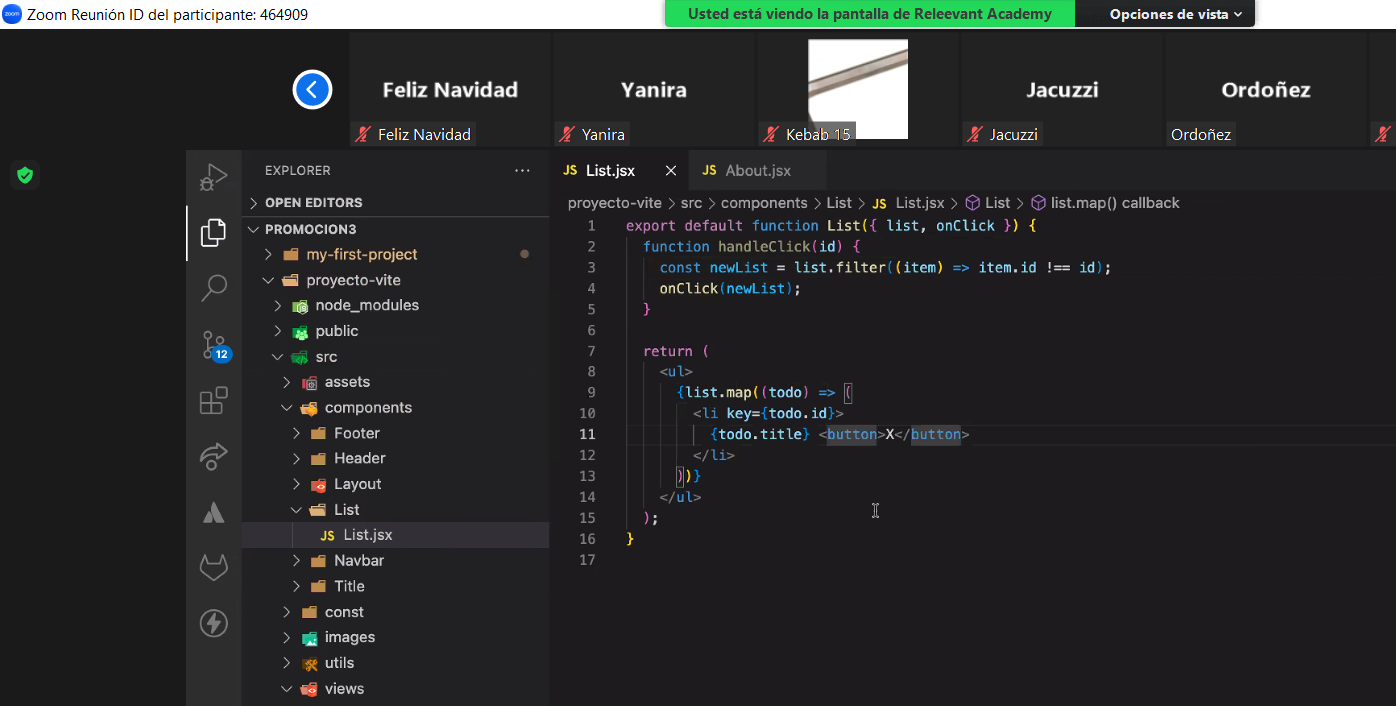 Zoom Reunión ID del participante: 464909
Usted está viendo la pantalla de Releevant Academy
Opciones de vista
Feliz Navidad
Yanira
Jacuzzi
Ordoñez
Feliz Navidad
Yanira
Kebab 15
Jacuzzi
Ordoñez
EXPLORER
OPEN EDITORS
PROMOCION3
my-first-project
proyecto-vite
node_modules
public
src
assets
components
Footer
Header
Layout
List
JS List.jsx
Navbar
Title
const
images
utils
views
12
JS List.jsx
JS About.jsx
proyecto-vite > src > components > List > JS List.jsx > List > list.map() callback
1 export default function List({ list, onClick }) {
2 function handleClick(id) {
3 const newList = list.filter((item) => item.id !== id);
4 onClick(newList);
5 }
6
7 return (
8 <ul>
9 {list.map((todo) => (
10 <li key={todo.id}>
11 {todo.title} <button>X</button>
12 </li>
13 ))}
14 </ul>
15 );
16 }
17